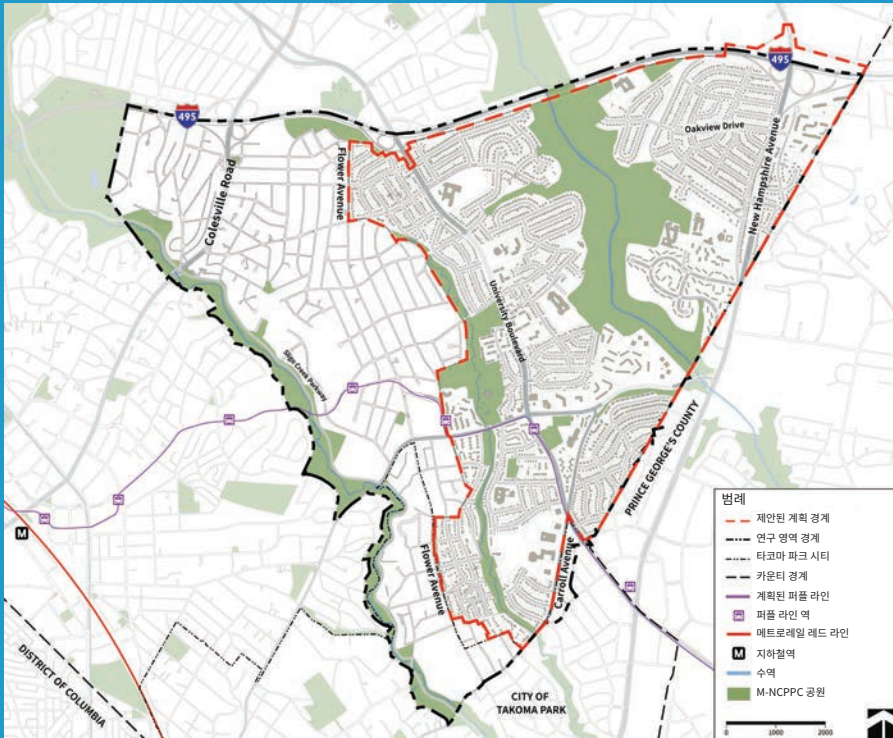 495
495
Oakview Drive
New Hampshire Avenue
Flower Avenue
Colesville Road
University Boulevard
Sligo Creek Parkway
PRINCE GEORGE'S COUNTY
Flower Avenue
Carroll Avenue
DISTRICT OF COLUMBIA
CITY OF
TAKOMA PARK
M
범례
제안된 계획 경계
연구 영역 경계
타코마 파크 시티
카운티 경계
계획된 퍼플 라인
퍼플 라인 역
메트로레일 레드 라인
M 지하철역
수역
M-NCPPC 공원
0 1000 2000